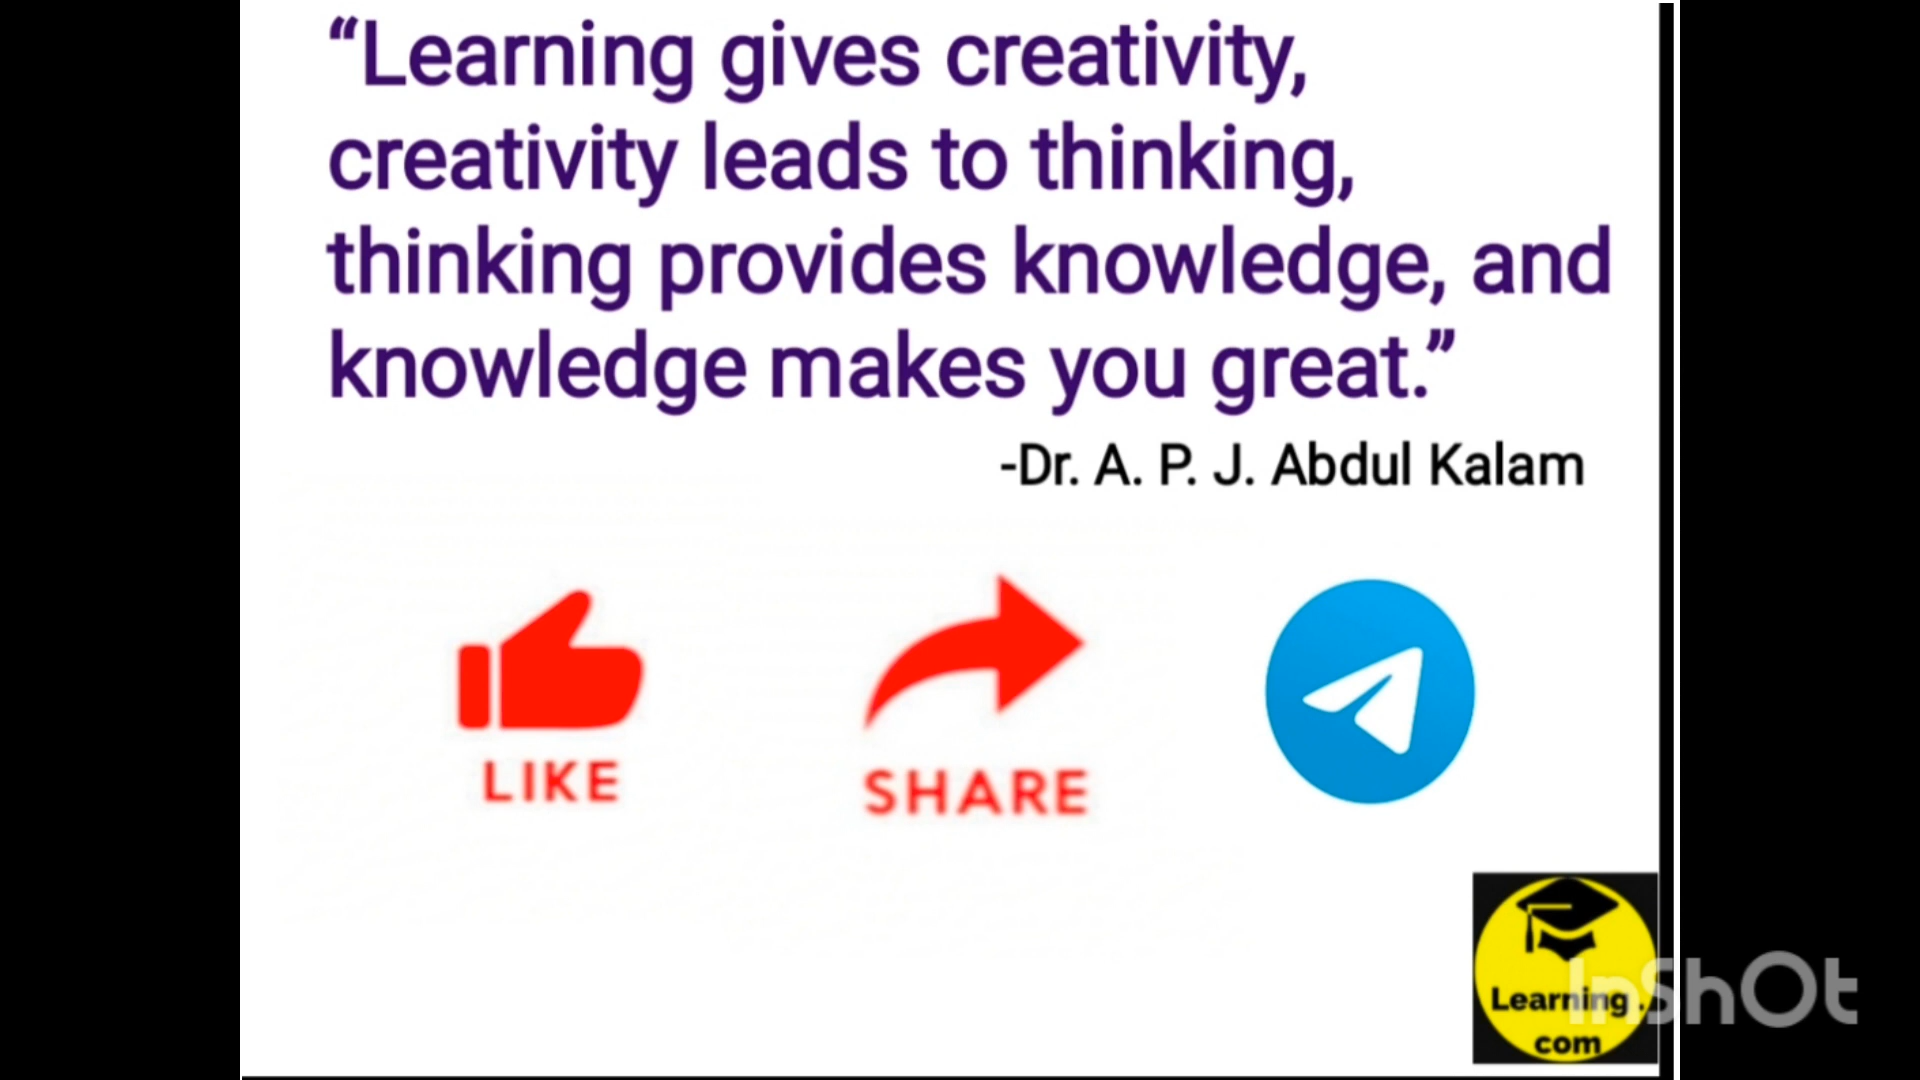 “Learning gives creativity,
creativity leads to thinking,
thinking provides knowledge, and
knowledge makes you great.”
-Dr. A. P. J. Abdul Kalam
LIKE
SHARE
Learning.
com
InShOt